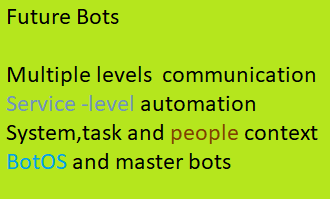 Future Bots
Multiple levels communication
Service -level automation
System,task and people context
BotOS and master bots